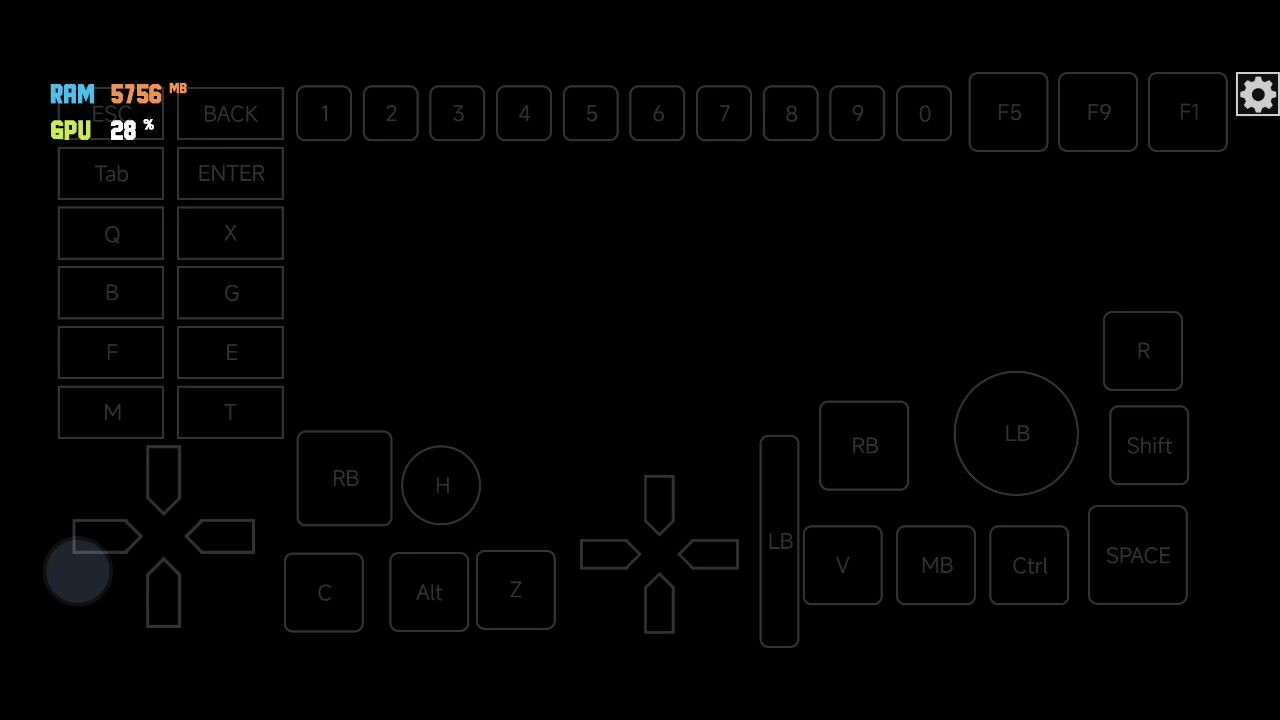 RAM 5756 MB
ESC BACK 1 2 3 4 5 6 7 8 9 0 F5 F9 F1
GPU 28 %
Tab ENTER
Q X
B G
F E
R
M T
LB
RB Shift
RB H
LB
SPACE
V MB Ctrl
C Alt Z